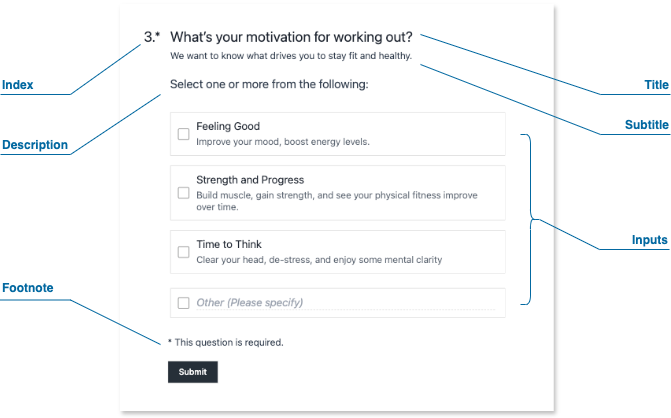 3.* What's your motivation for working out?
We want to know what drives you to stay fit and healthy.
Index
Title
Select one or more from the following:
Subtitle
Feeling Good
Improve your mood, boost energy levels.
Description
Strength and Progress
Build muscle, gain strength, and see your physical fitness improve
over time.
Inputs
Time to Think
Clear your head, de-stress, and enjoy some mental clarity
Footnote
Other (Please specify)
* This question is required.
Submit